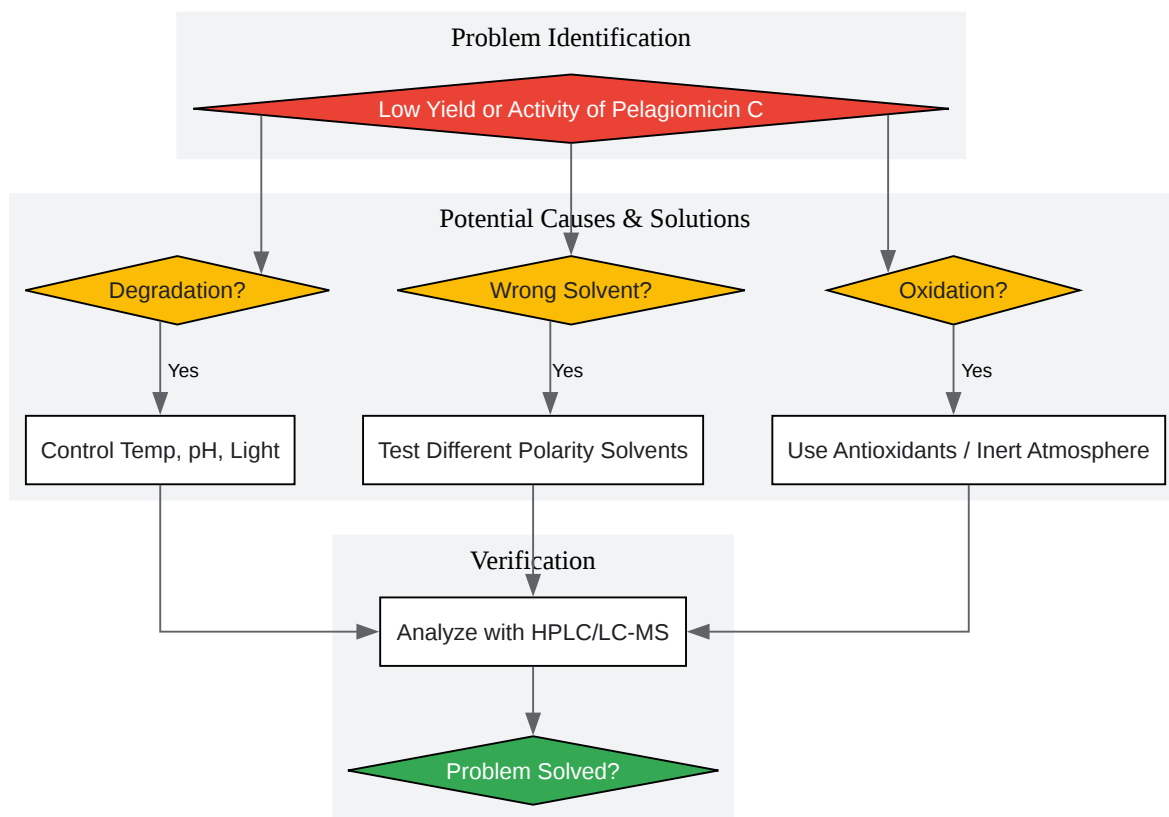 Problem Identification
Low Yield or Activity of Pelagiomicin C
Potential Causes & Solutions
Degradation?
Wrong Solvent?
Oxidation?
Yes
Yes
Yes
Control Temp, pH, Light
Test Different Polarity Solvents
Use Antioxidants / Inert Atmosphere
Verification
Analyze with HPLC/LC-MS
Problem Solved?